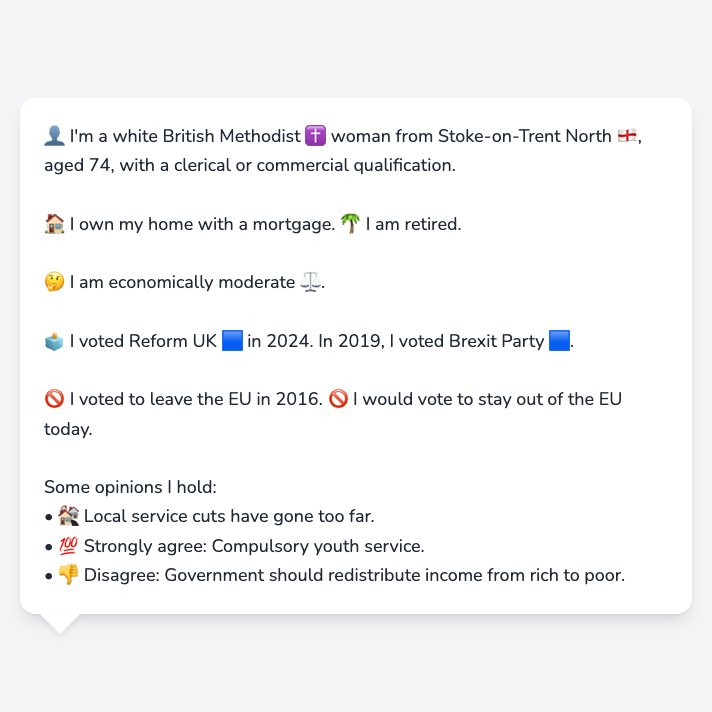 👤 I'm a white British Methodist ✝️ woman from Stoke-on-Trent North 🏴󠁧󠁢󠁥󠁮󠁧󠁿,
aged 74, with a clerical or commercial qualification.
🏠 I own my home with a mortgage. 🌴 I am retired.
🤔 I am economically moderate ⚖️.
🗳️ I voted Reform UK 🟦 in 2024. In 2019, I voted Brexit Party 🟦.
🚫 I voted to leave the EU in 2016. 🚫 I would vote to stay out of the EU
today.
Some opinions I hold:
• 🏚️ Local service cuts have gone too far.
• 💯 Strongly agree: Compulsory youth service.
• 👎 Disagree: Government should redistribute income from rich to poor.